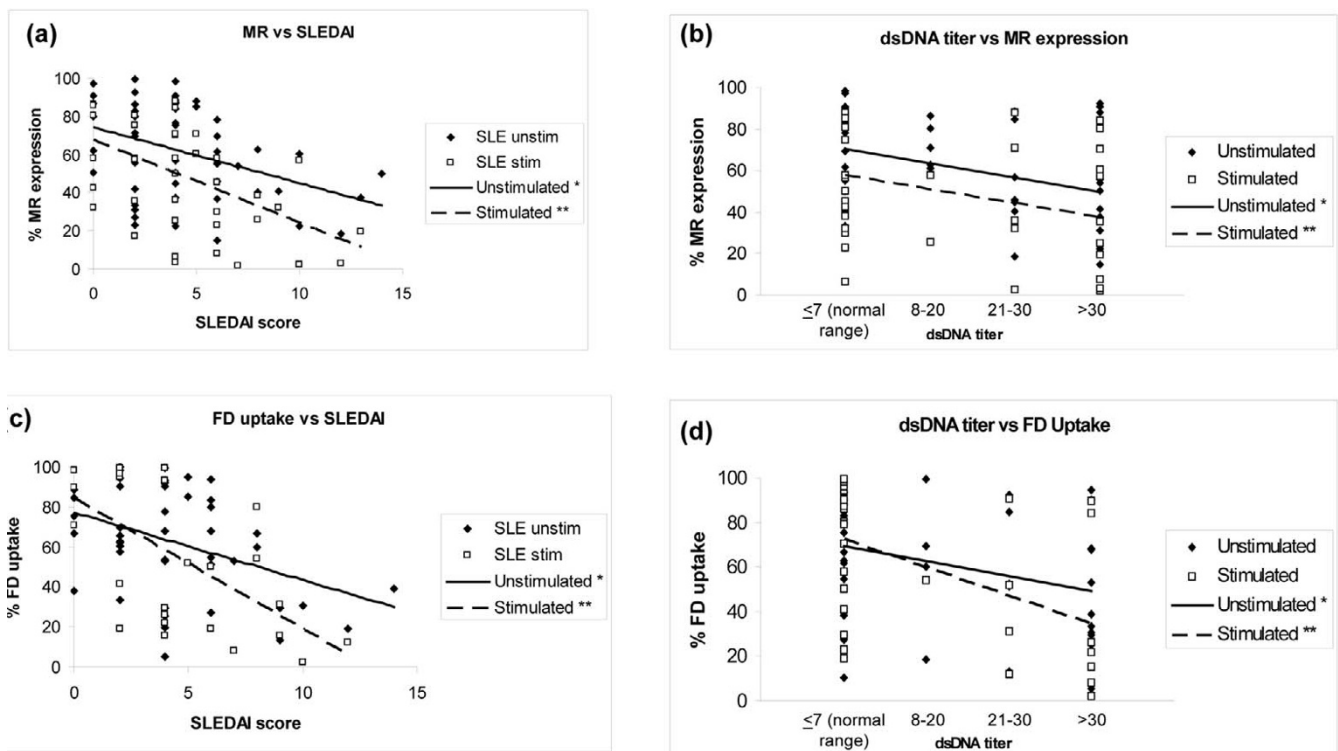 (a)
MR vs SLEDAI
% MR expression
100
80
60
40
20
0
0 5 10 15
SLEDAI score
SLE unstim
SLE stim
Unstimulated *
Stimulated **
(b)
dsDNA titer vs MR expression
% MR expression
100
80
60
40
20
0
≤7 (normal range) 8-20 21-30 >30
dsDNA titer
Unstimulated
Stimulated
Unstimulated *
Stimulated **
c)
FD uptake vs SLEDAI
% FD uptake
100
80
60
40
20
0
0 5 10 15
SLEDAI score
SLE unstim
SLE stim
Unstimulated *
Stimulated **
(d)
dsDNA titer vs FD Uptake
% FD uptake
100
80
60
40
20
0
≤7 (normal range) 8-20 21-30 >30
dsDNA titer
Unstimulated
Stimulated
Unstimulated *
Stimulated **